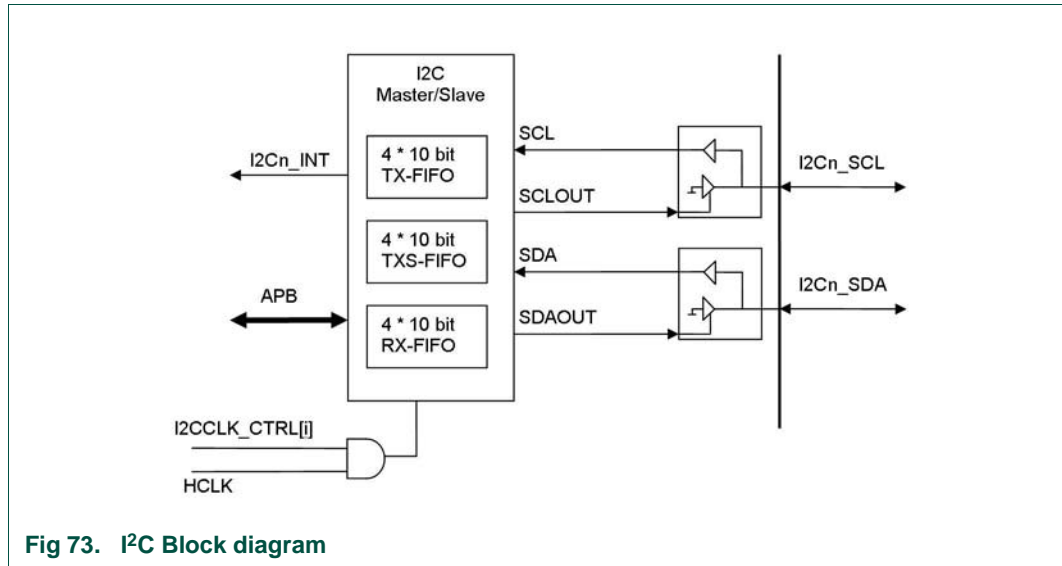 I2C
Master/Slave
SCL
I2Cn_INT
4 * 10 bit
TX-FIFO
I2Cn_SCL
SCLOUT
4 * 10 bit
TXS-FIFO
SDA
I2Cn_SDA
APB
4 * 10 bit
RX-FIFO
SDAOUT
I2CCLK_CTRL[i]
HCLK
Fig 73. I²C Block diagram